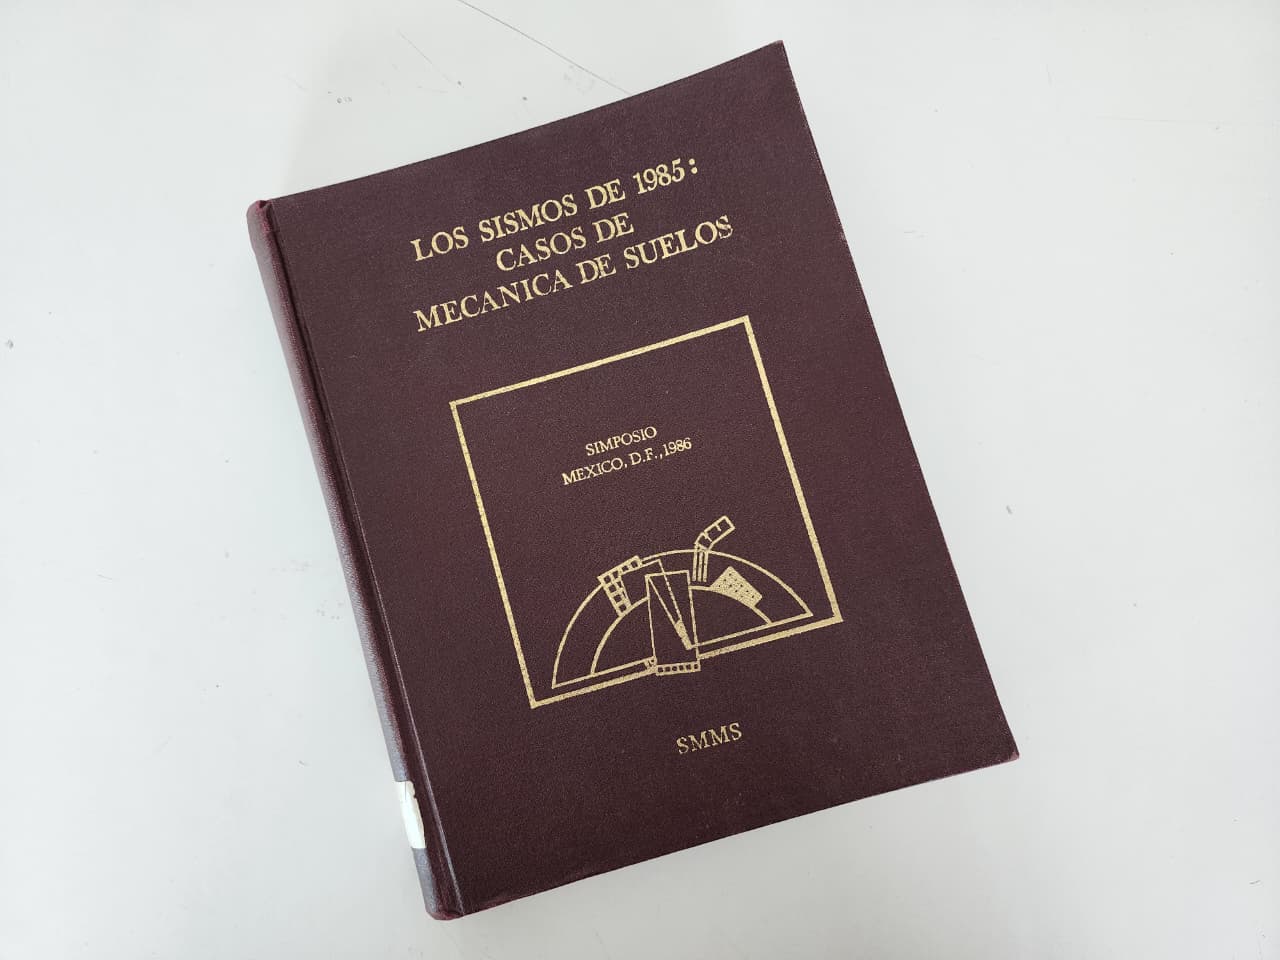 LOS SISMOS DE 1985:
CASOS DE
MECANICA DE SUELOS
SIMPOSIO
MEXICO, D.F., 1986
SMMS